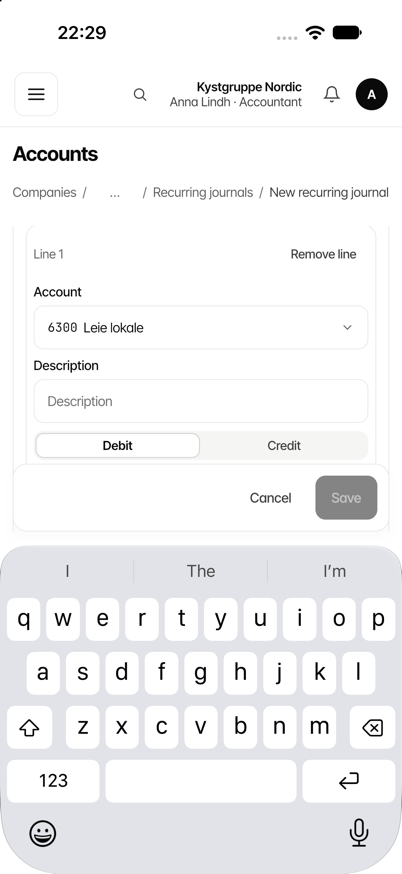 22:29
Kystgruppe Nordic
Anna Lindh · Accountant
A
Accounts
Companies / ... / Recurring journals / New recurring journal
Line 1
Remove line
Account
6300 Leie lokale
Description
Description
Debit
Credit
Cancel
Save
I
The
I'm
q w e r t y u i o p
a s d f g h j k l
z x c v b n m
123